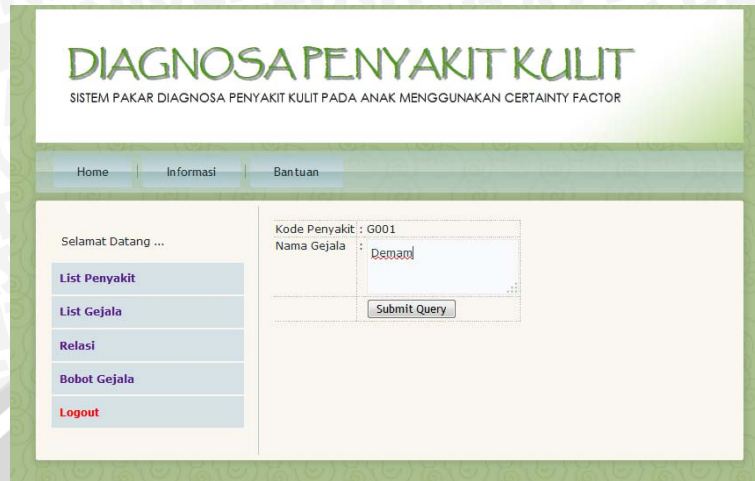 DIAGNOSA PENYAKIT KULIT
SISTEM PAKAR DIAGNOSA PENYAKIT KULIT PADA ANAK MENGGUNAKAN CERTAINTY FACTOR
Home | Informasi | Bantuan
Selamat Datang ...
List Penyakit
List Gejala
Relasi
Bobot Gejala
Logout
Kode Penyakit : G001
Nama Gejala : Demam
Submit Query